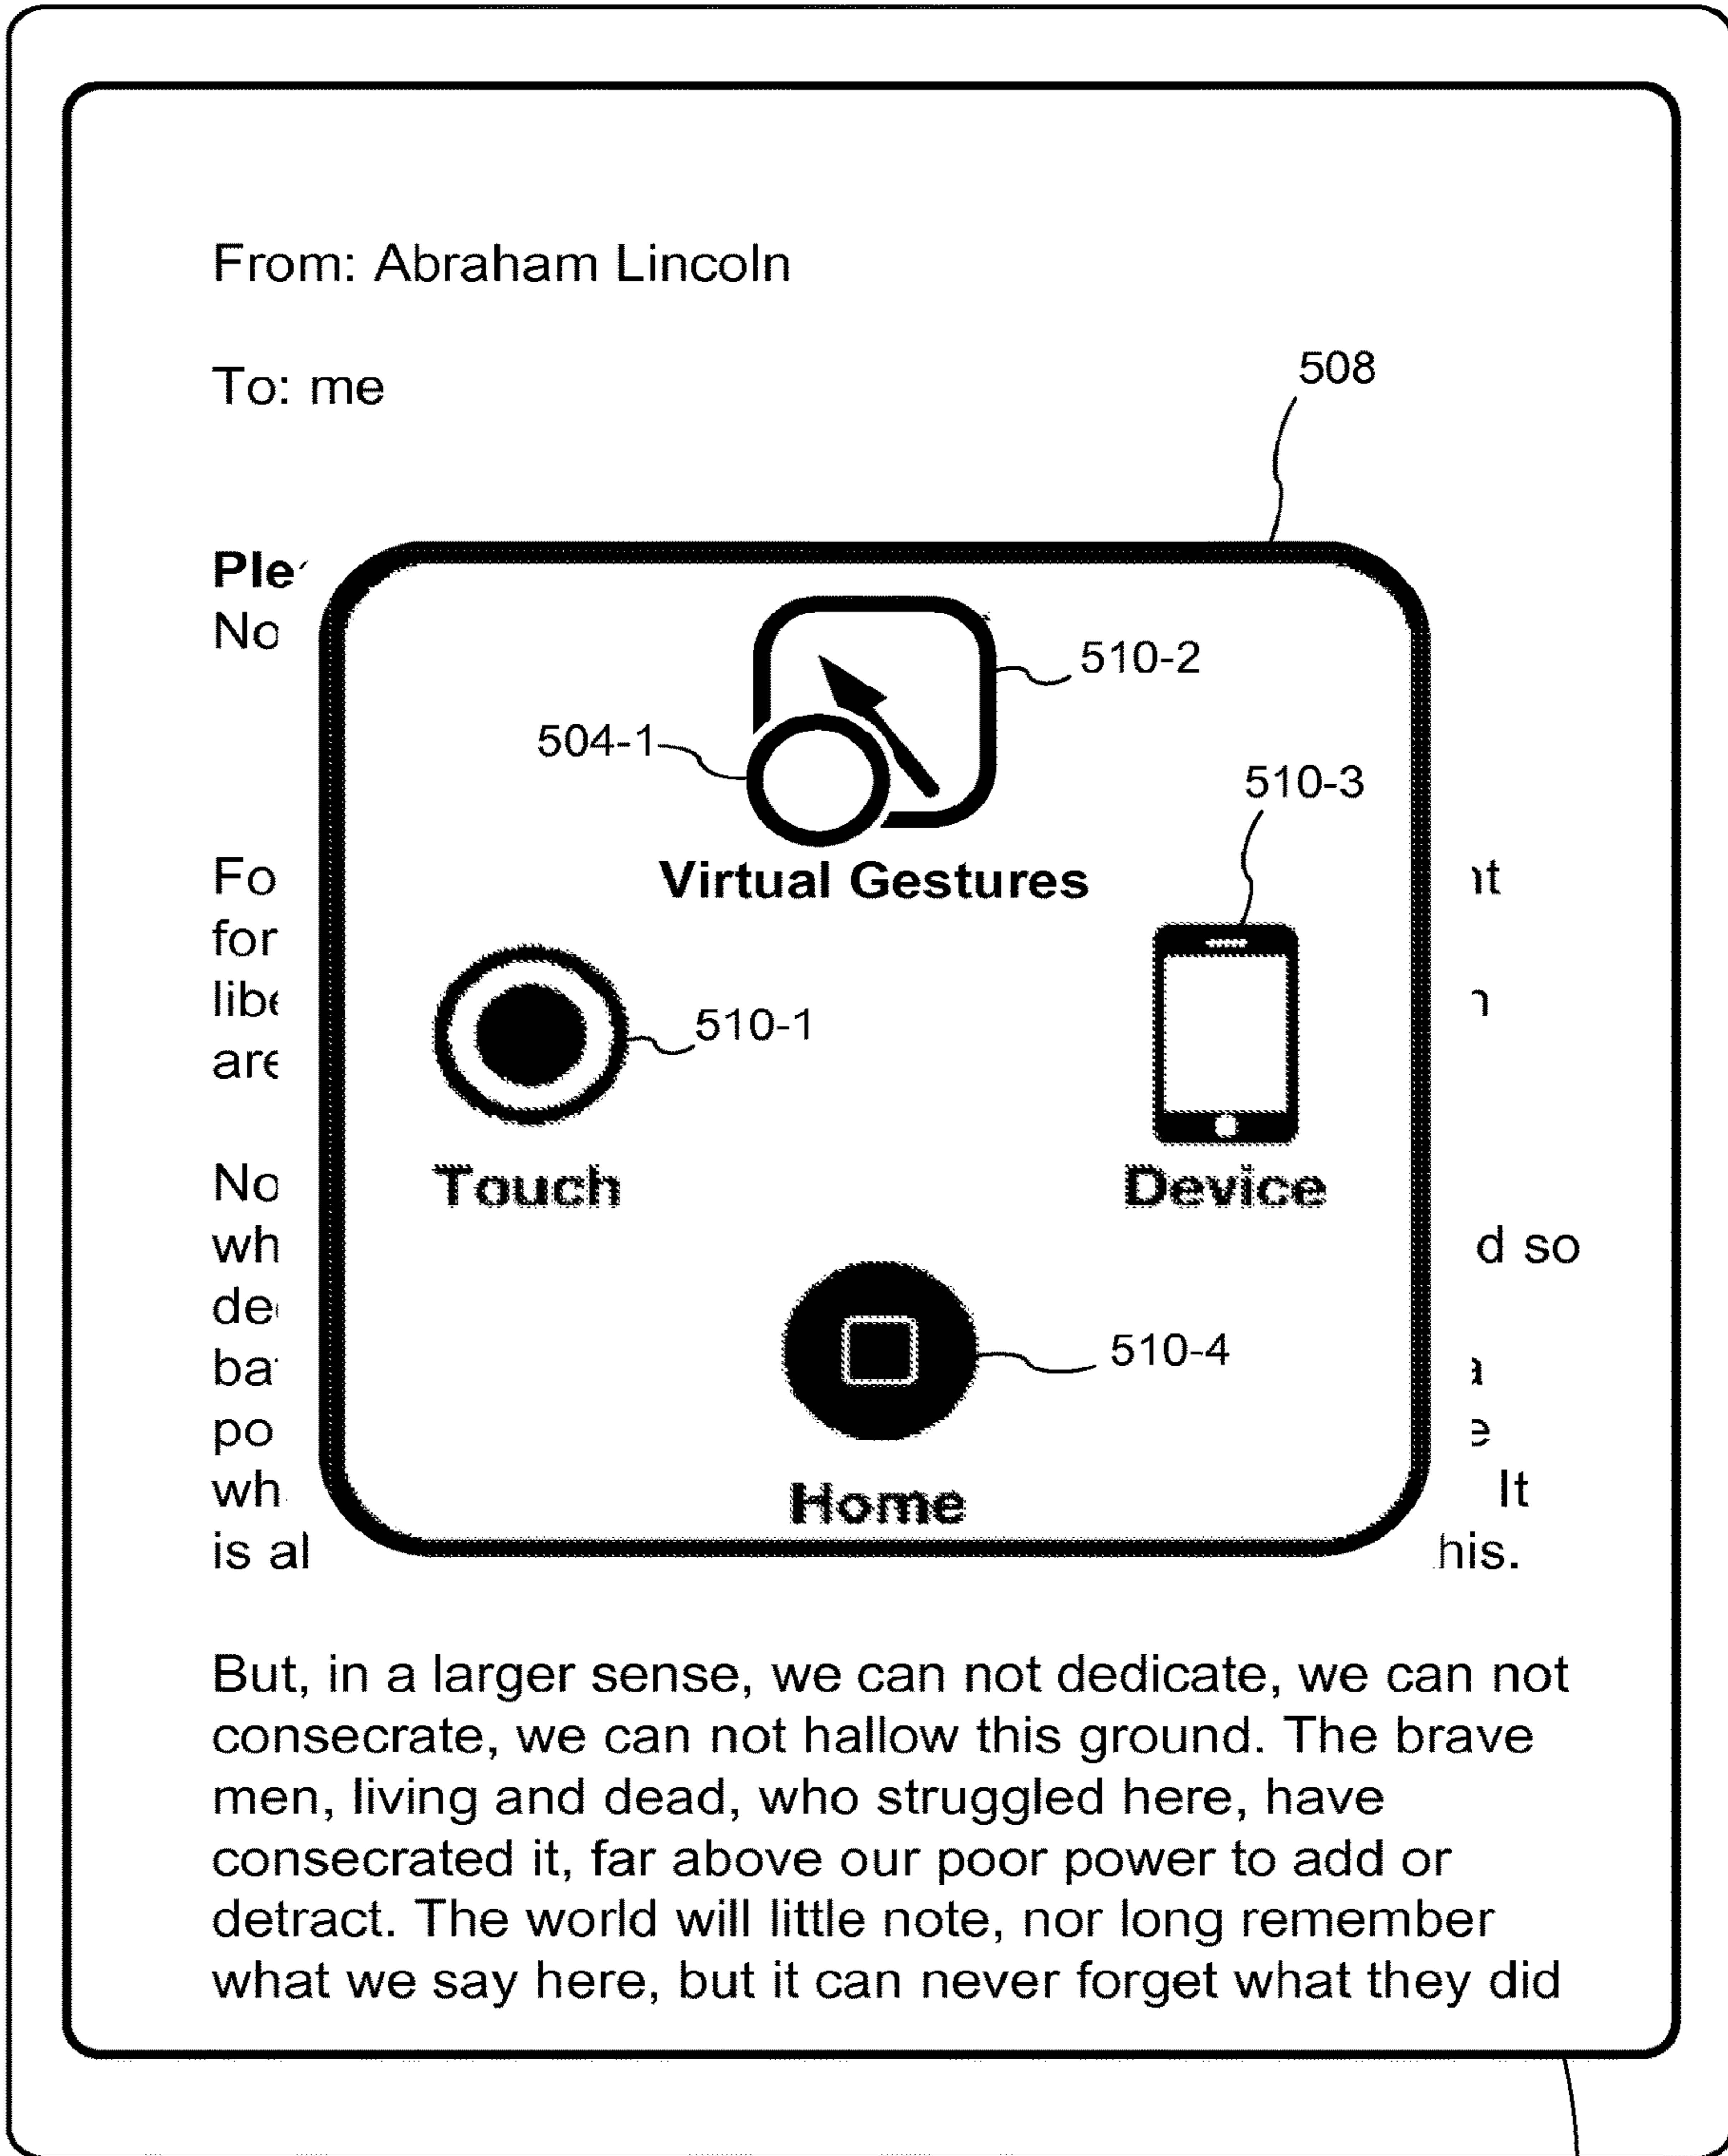 From: Abraham Lincoln
To: me
508
Ple
No
510-2
504-1
510-3
Virtual Gestures
Fo
for
are
510-1
No
Touch
Device
wh
d so
de
ba
510-4
po
e
wh
It
Home
is al
his.
But, in a larger sense, we can not dedicate, we can not
consecrate, we can not hallow this ground. The brave
men, living and dead, who struggled here, have
consecrated it, far above our poor power to add or
detract. The world will little note, nor long remember
what we say here, but it can never forget what they did